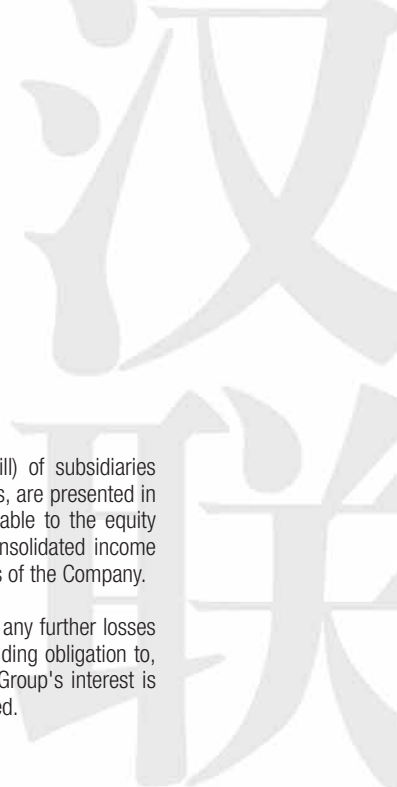 汉
联
ill) of subsidiaries
s, are presented in
able to the equity
nsolidated income
s of the Company.
any further losses
ding obligation to,
Group's interest is
ed.